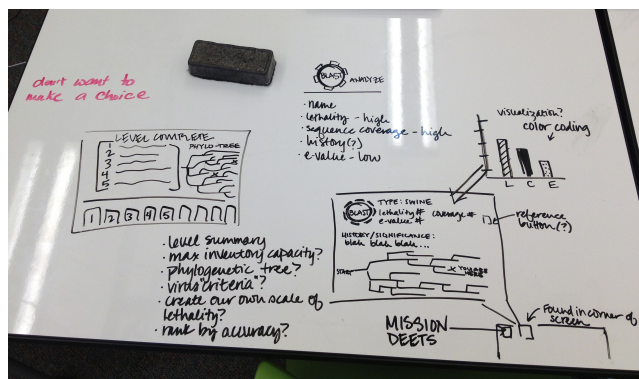 don't want to
make a choice
BLAST ANALYZE
· name
· lethality - high
· sequence coverage - high
· history(?)
· e-value - low
visualization?
color coding
L C E
LEVEL COMPLETE
1
2
3
4
5
PHYLO-TREE
x
1 2 3 4 5
· level summary
· max inventory capacity?
· phylogenetic tree?
· virus "criteria"?
· create our own scale of
lethality?
· rank by accuracy?
BLAST TYPE: SWINE
lethality # coverage #
e-value #
HISTORY/SIGNIFICANCE:
blah blah blah...
START
x YOU ARE
HERE
reference
button(?)
MISSION
DEETS
Found in corner of
screen